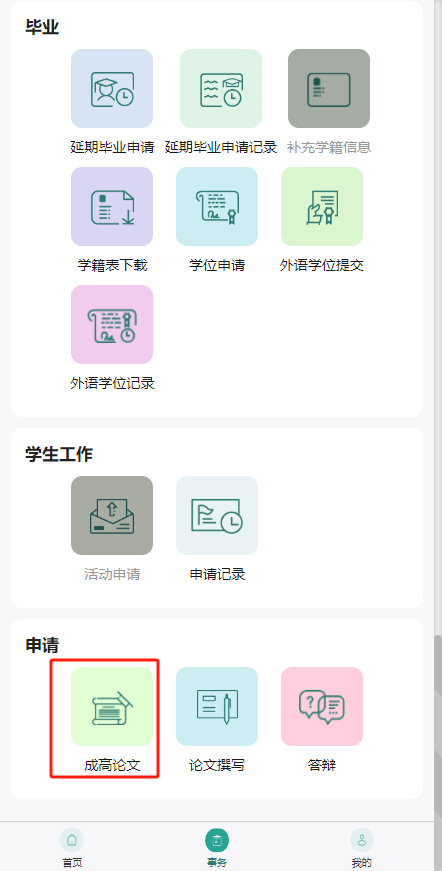 毕业
延期毕业申请 延期毕业申请记录 补充学籍信息
学籍表下载 学位申请 外语学位提交
外语学位记录
学生工作
活动申请 申请记录
申请
成高论文 论文撰写 答辩
首页 事务 我的